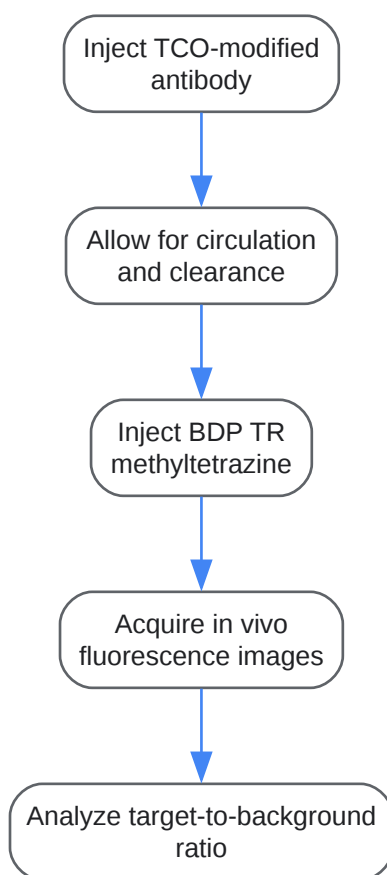 Inject TCO-modified
antibody
Allow for circulation
and clearance
Inject BDP TR
methyltetrazine
Acquire in vivo
fluorescence images
Analyze target-to-background
ratio